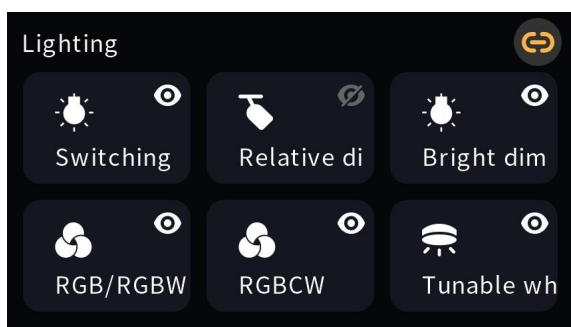 Lighting
Switching
Relative di
Bright dim
RGB/RGBW
RGBCW
Tunable wh